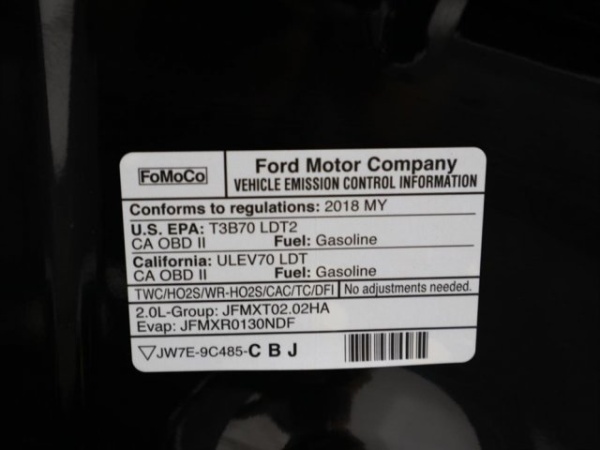 FoMoCo
Ford Motor Company
VEHICLE EMISSION CONTROL INFORMATION
Conforms to regulations: 2018 MY
U.S. EPA: T3B70 LDT2
CA OBD II Fuel: Gasoline
California: ULEV70 LDT
CA OBD II Fuel: Gasoline
TWC/HO2S/WR-HO2S/CAC/TC/DFI No adjustments needed.
2.0L-Group: JFMXT02.02HA
Evap: JFMXR0130NDF
JW7E-9C485-C B J